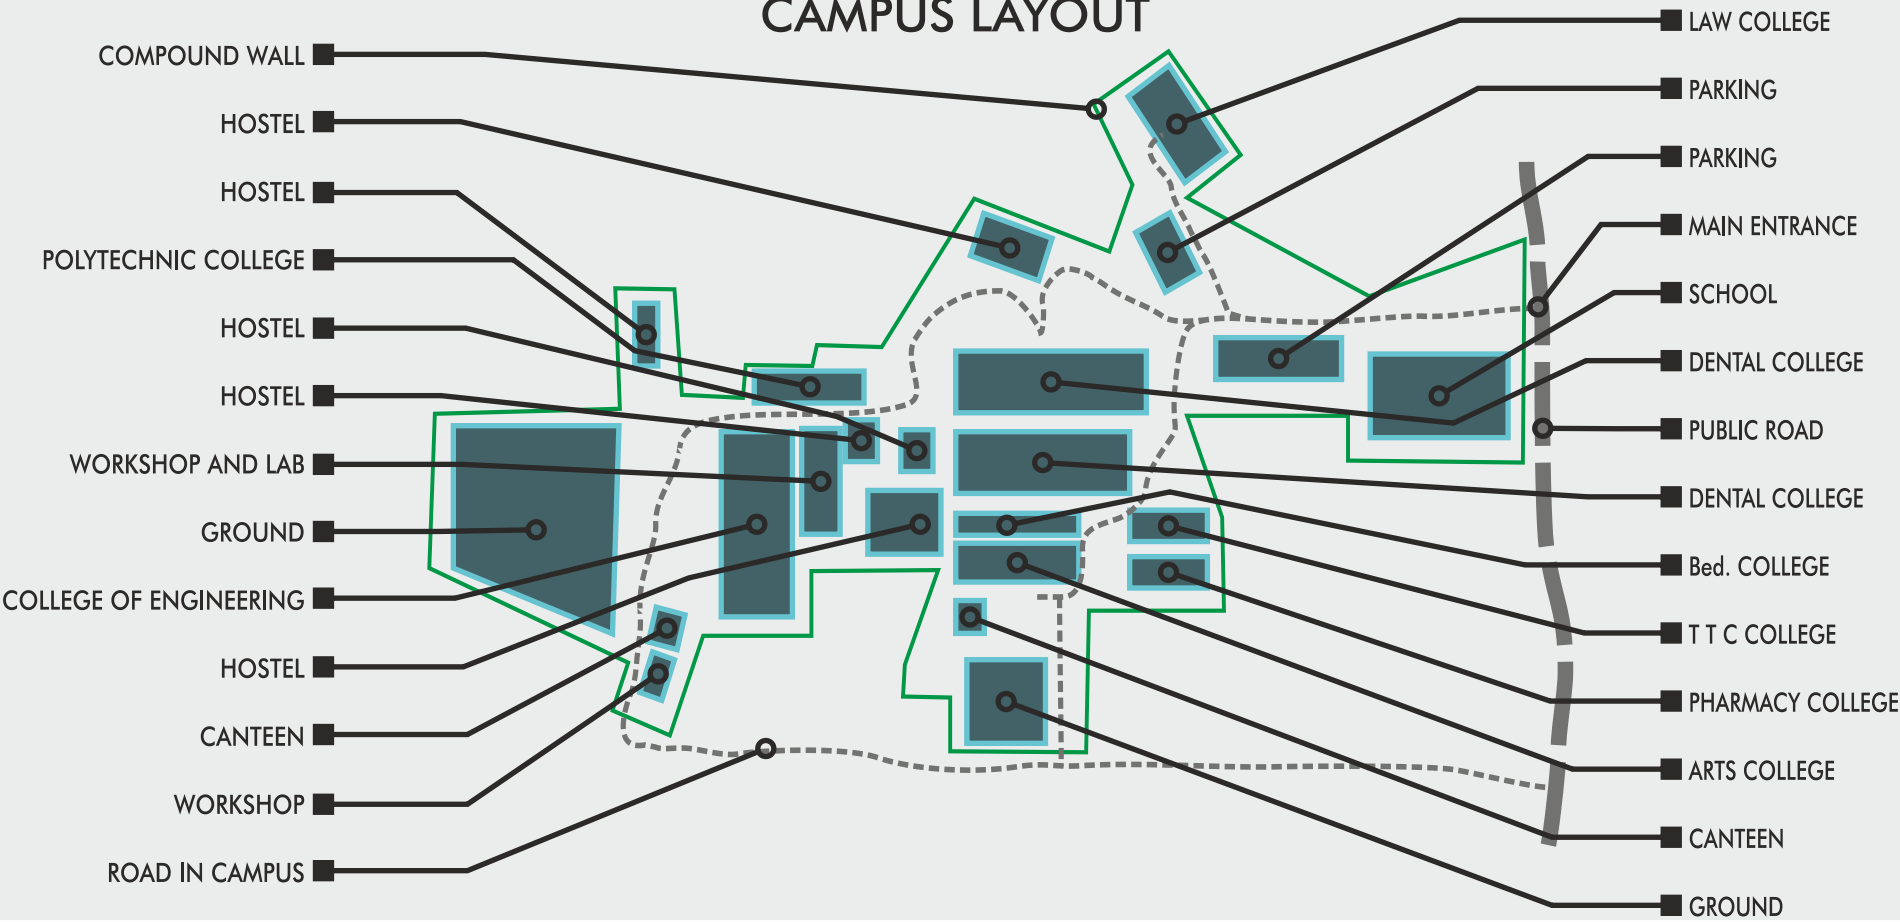 CAMPUS LAYOUT
COMPOUND WALL
HOSTEL
HOSTEL
POLYTECHNIC COLLEGE
HOSTEL
HOSTEL
WORKSHOP AND LAB
GROUND
COLLEGE OF ENGINEERING
HOSTEL
CANTEEN
WORKSHOP
ROAD IN CAMPUS
LAW COLLEGE
PARKING
PARKING
MAIN ENTRANCE
SCHOOL
DENTAL COLLEGE
PUBLIC ROAD
DENTAL COLLEGE
Bed. COLLEGE
T T C COLLEGE
PHARMACY COLLEGE
ARTS COLLEGE
CANTEEN
GROUND